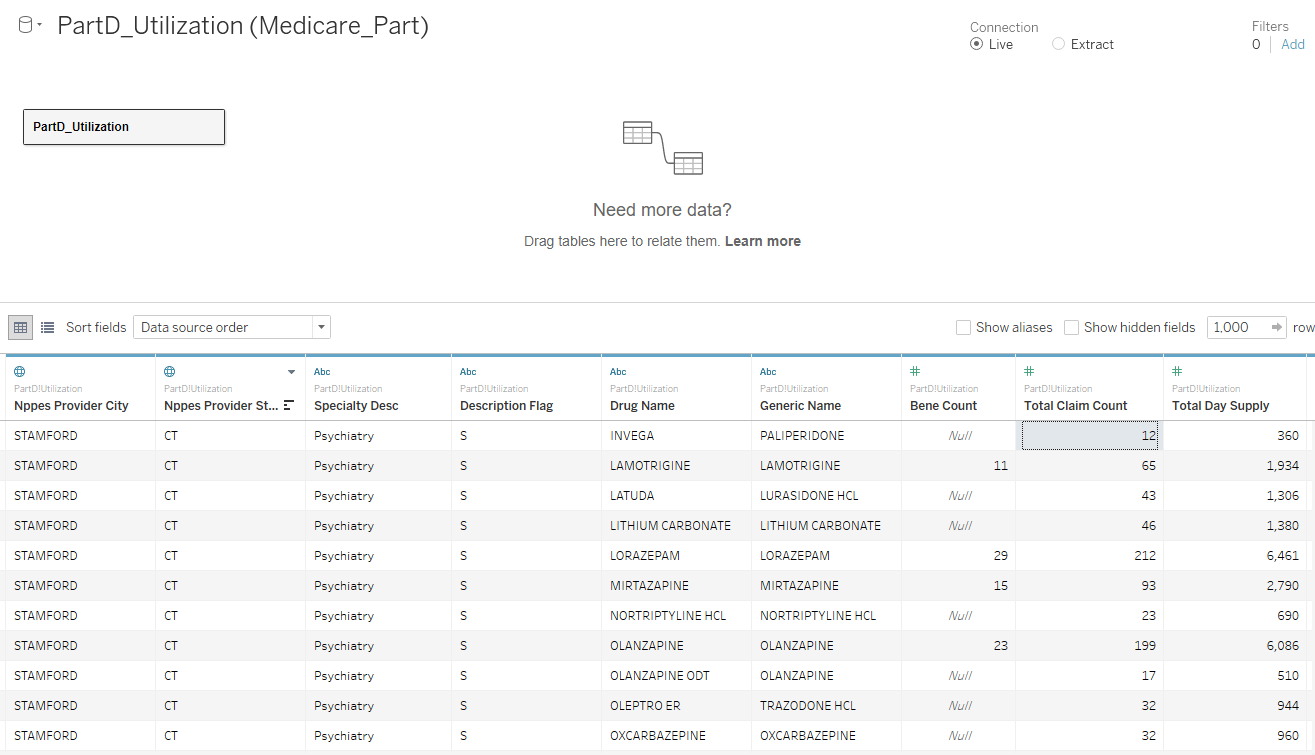 PartD_Utilization (Medicare_Part)
Connection
Live Extract
Filters
0 Add
PartD_Utilization
Need more data?
Drag tables here to relate them. Learn more
Sort fields Data source order Show aliases Show hidden fields 1,000 row
Abc Abc Abc Abc # # #
PartD!Utilization PartD!Utilization PartD!Utilization PartD!Utilization PartD!Utilization PartD!Utilization PartD!Utilization PartD!Utilization PartD!Utilization
Nppes Provider City Nppes Provider St... Specialty Desc Description Flag Drug Name Generic Name Bene Count Total Claim Count Total Day Supply
STAMFORD CT Psychiatry S INVEGA PALIPERIDONE Null 12 360
STAMFORD CT Psychiatry S LAMOTRIGINE LAMOTRIGINE 11 65 1,934
STAMFORD CT Psychiatry S LATUDA LURASIDONE HCL Null 43 1,306
STAMFORD CT Psychiatry S LITHIUM CARBONATE LITHIUM CARBONATE Null 46 1,380
STAMFORD CT Psychiatry S LORAZEPAM LORAZEPAM 29 212 6,461
STAMFORD CT Psychiatry S MIRTAZAPINE MIRTAZAPINE 15 93 2,790
STAMFORD CT Psychiatry S NORTRIPTYLINE HCL NORTRIPTYLINE HCL Null 23 690
STAMFORD CT Psychiatry S OLANZAPINE OLANZAPINE 23 199 6,086
STAMFORD CT Psychiatry S OLANZAPINE ODT OLANZAPINE Null 17 510
STAMFORD CT Psychiatry S OLEPTRO ER TRAZODONE HCL Null 32 944
STAMFORD CT Psychiatry S OXCARBAZEPINE OXCARBAZEPINE Null 32 960